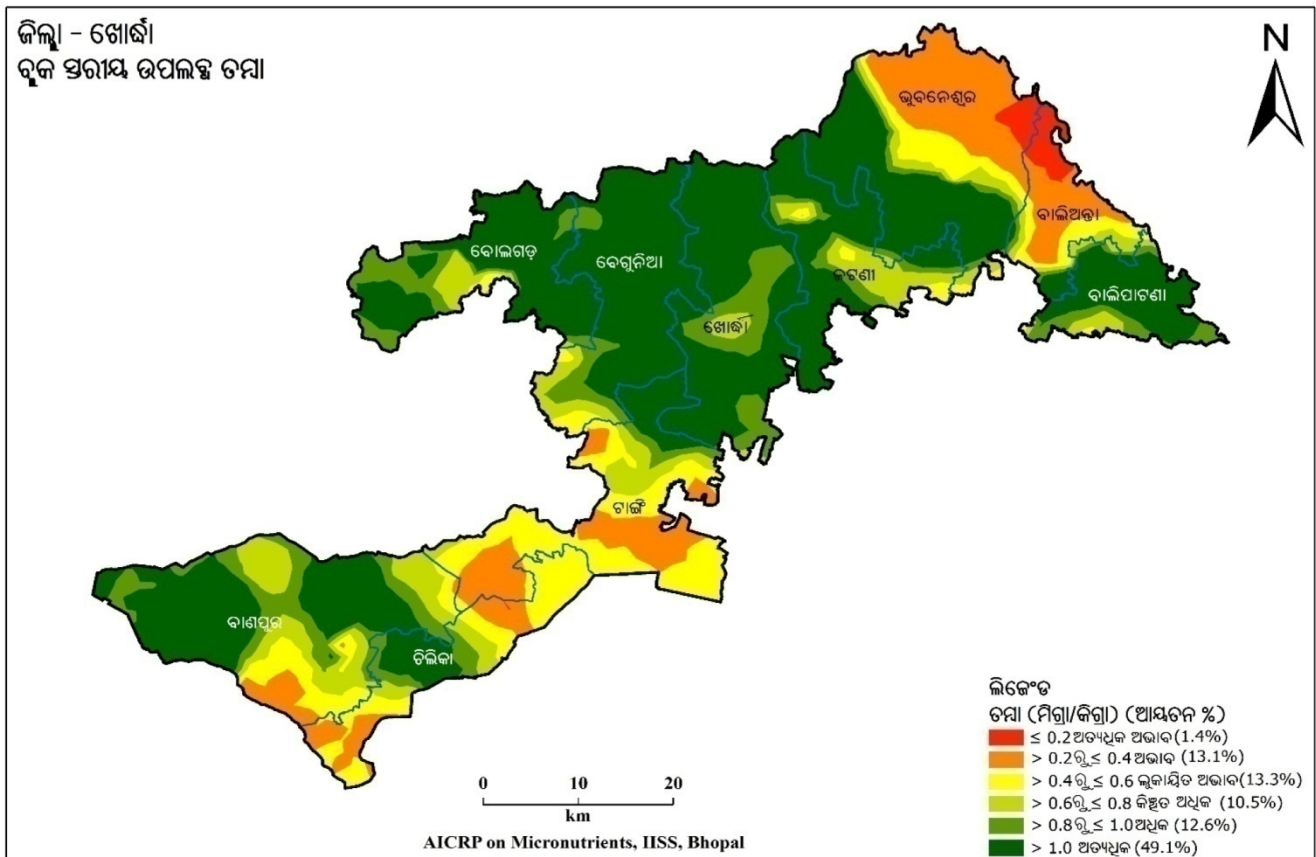 ଜିଲ୍ଲା - ଖୋର୍ଦ୍ଧା
ବ୍ଲକ ସ୍ତରୀୟ ଉପଲବ୍ଧ ତମ୍ବା
N
ଭୁବନେଶ୍ୱର
ବାଲିଅନ୍ତା
ବୋଲଗଡ଼
ବେଗୁନିଆ
ଜଟଣୀ
ବାଲିପାଟଣା
ଖୋର୍ଦ୍ଧା
ଟାଙ୍ଗି
ବାଣପୁର
ଚିଲିକା
ଲିଜେଂଡ
ତମ୍ବା (ମିଗ୍ରା/କିଗ୍ରା) (ଆୟତନ %)
≤ 0.2 ଅତ୍ୟଧିକ ଅଭାବ (1.4%)
> 0.2ରୁ ≤ 0.4 ଅଭାବ (13.1%)
> 0.4ରୁ ≤ 0.6 ଲୁକାୟିତ ଅଭାବ(13.3%)
> 0.6ରୁ ≤ 0.8 କିଞ୍ଚିତ ଅଧିକ (10.5%)
> 0.8ରୁ ≤ 1.0 ଅଧିକ (12.6%)
> 1.0 ଅତ୍ୟଧିକ (49.1%)
0 10 20
km
AICRP on Micronutrients, IISS, Bhopal